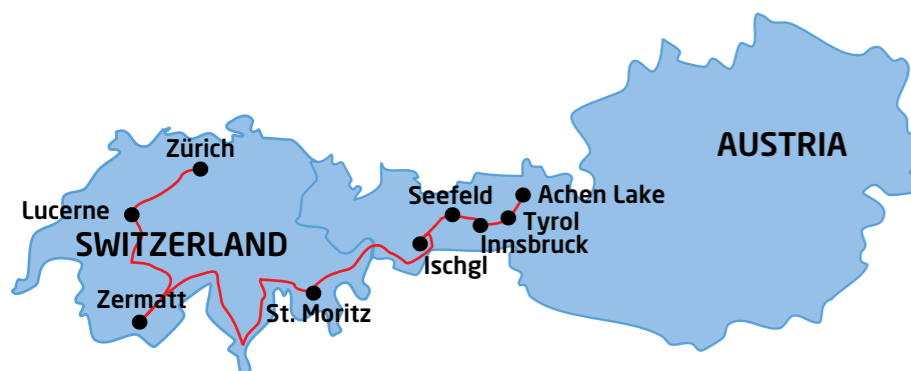 Zürich
Lucerne
SWITZERLAND
Zermatt
St. Moritz
Ischgl
Seefeld
Innsbruck
Tyrol
Achen Lake
AUSTRIA